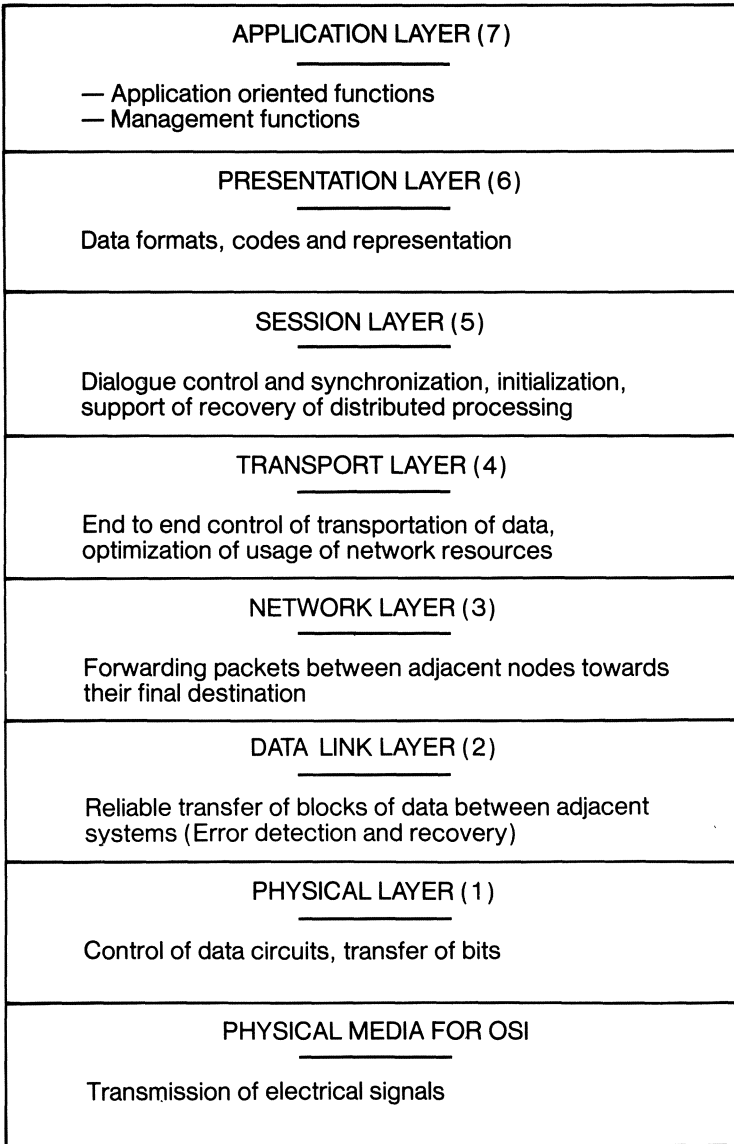 APPLICATION LAYER (7)
— Application oriented functions
— Management functions
PRESENTATION LAYER (6)
Data formats, codes and representation
SESSION LAYER (5)
Dialogue control and synchronization, initialization,
support of recovery of distributed processing
TRANSPORT LAYER (4)
End to end control of transportation of data,
optimization of usage of network resources
NETWORK LAYER (3)
Forwarding packets between adjacent nodes towards
their final destination
DATA LINK LAYER (2)
Reliable transfer of blocks of data between adjacent
systems (Error detection and recovery)
PHYSICAL LAYER (1)
Control of data circuits, transfer of bits
PHYSICAL MEDIA FOR OSI
Transmission of electrical signals